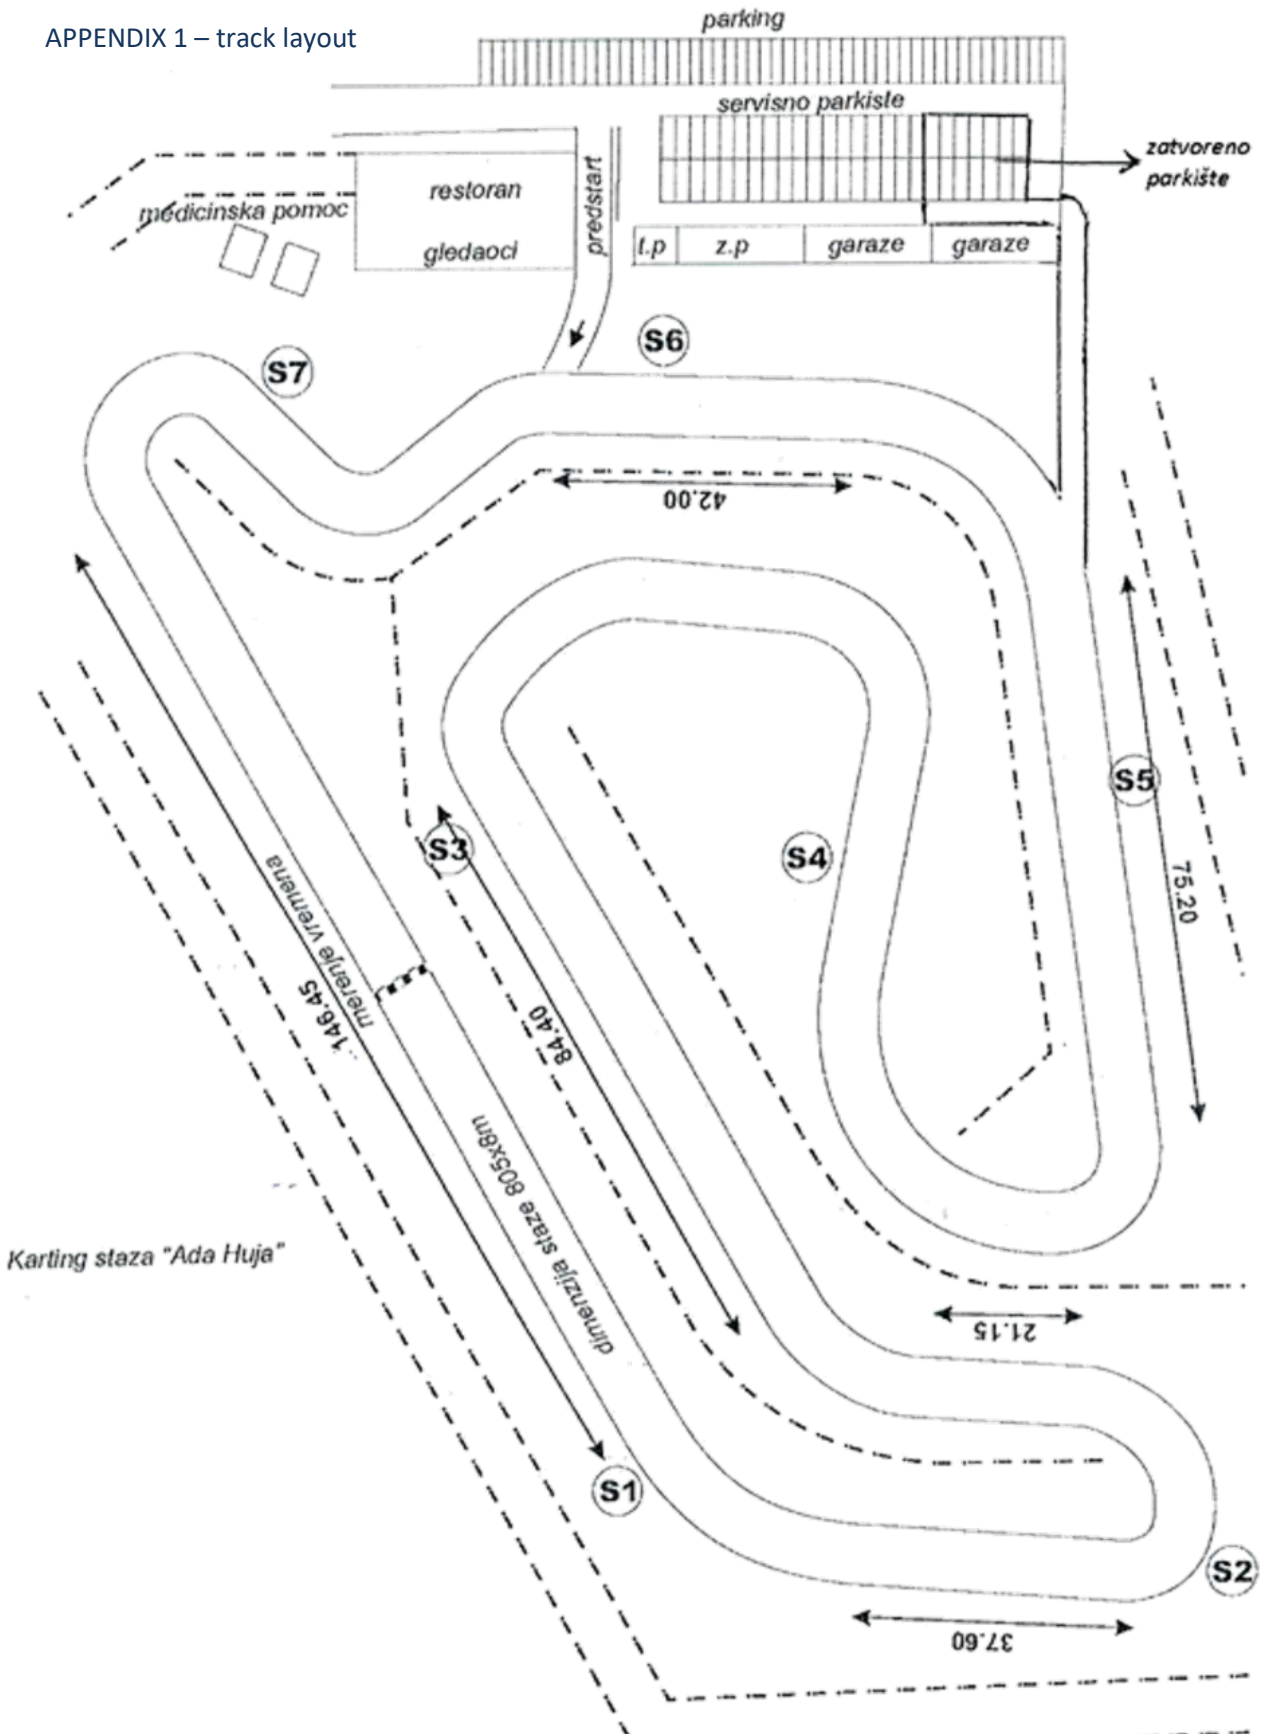 APPENDIX 1 – track layout
parking
servisno parkiste
zatvoreno
parkište
restoran
predstart
medicinska pomoc
gledaoci
t.p
z.p
garaze
garaze
S6
S7
42.00
S5
S3
S4
75.20
merenje vremena
146.45
84.40
dimenzija staze 805x8m
Karting staza "Ada Huja"
21.15
S1
S2
37.60